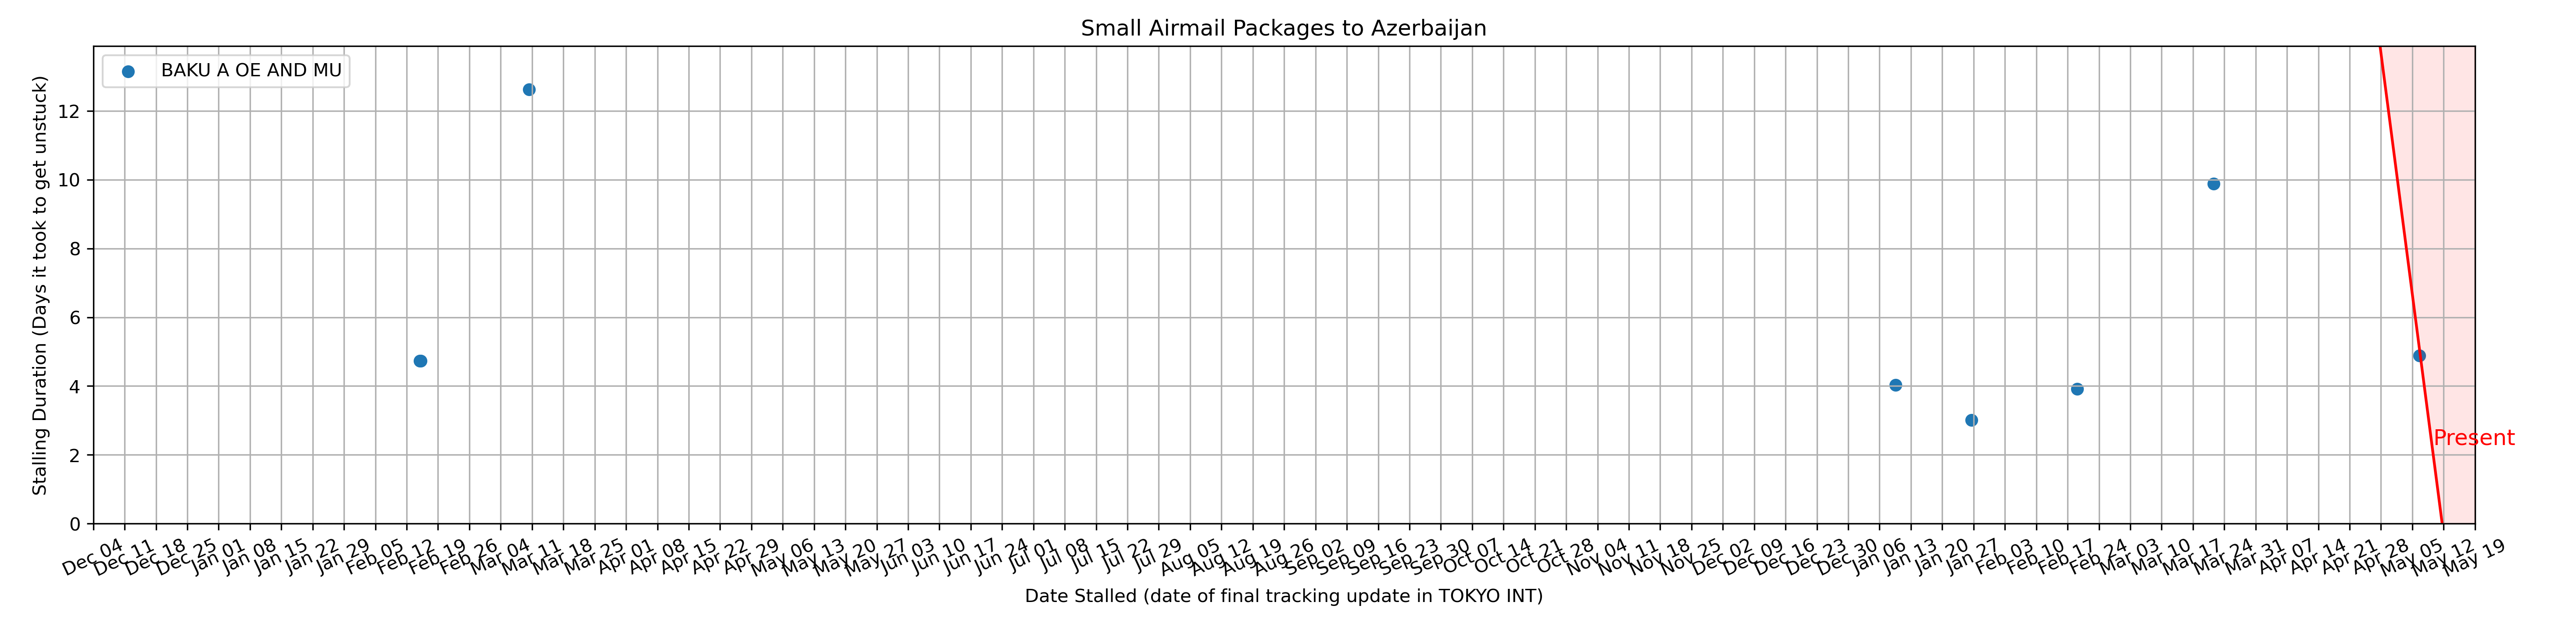 Small Airmail Packages to Azerbaijan
BAKU A OE AND MU
Stalling Duration (Days it took to get unstuck)
12
10
8
6
4
2
0
Present
Dec 04
Dec 11
Dec 18
Dec 25
Jan 01
Jan 08
Jan 15
Jan 22
Jan 29
Feb 05
Feb 12
Feb 19
Feb 26
Mar 04
Mar 11
Mar 18
Mar 25
Apr 01
Apr 08
Apr 15
Apr 22
Apr 29
May 06
May 13
May 20
May 27
Jun 03
Jun 10
Jun 17
Jun 24
Jul 01
Jul 08
Jul 15
Jul 22
Jul 29
Aug 05
Aug 12
Aug 19
Aug 26
Sep 02
Sep 09
Sep 16
Sep 23
Sep 30
Oct 07
Oct 14
Oct 21
Oct 28
Nov 04
Nov 11
Nov 18
Nov 25
Dec 02
Dec 09
Dec 16
Dec 23
Dec 30
Jan 06
Jan 13
Jan 20
Jan 27
Feb 03
Feb 10
Feb 17
Feb 24
Mar 03
Mar 10
Mar 17
Mar 24
Mar 31
Apr 07
Apr 14
Apr 21
Apr 28
May 05
May 12
May 19
Date Stalled (date of final tracking update in TOKYO INT)